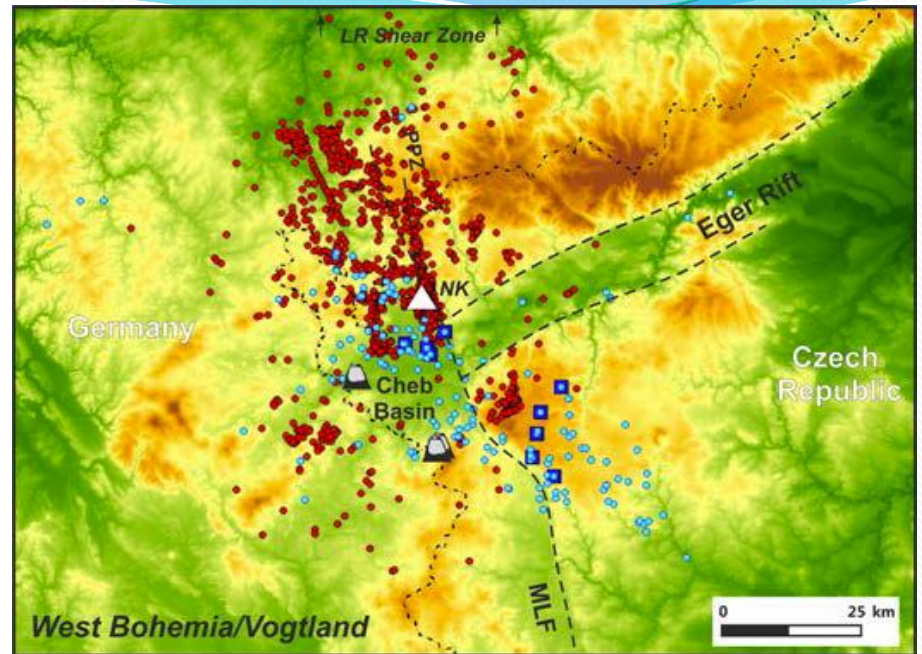 LR Shear Zone
PPZ
Eger Rift
NK
Germany
Czech
Republic
Cheb
Basin
MLF
0 25 km
West Bohemia/Vogtland